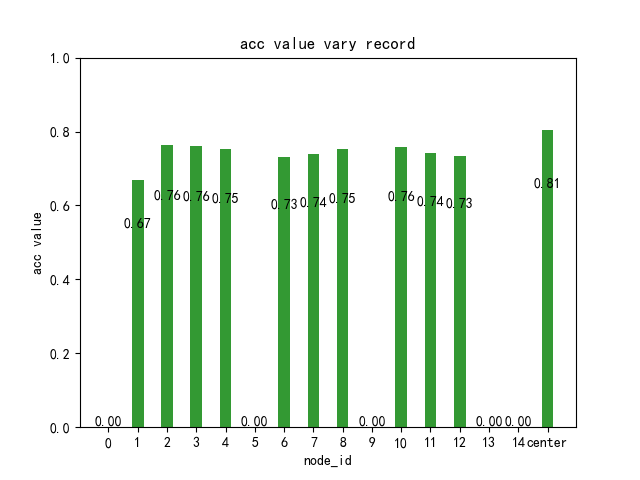 acc value vary record
acc value
1.0
0.8
0.6
0.4
0.2
0.0
0.00 0.67 0.76 0.76 0.75 0.00 0.73 0.74 0.75 0.00 0.76 0.74 0.73 0.00 0.00 0.81
0 1 2 3 4 5 6 7 8 9 10 11 12 13 14 center
node_id